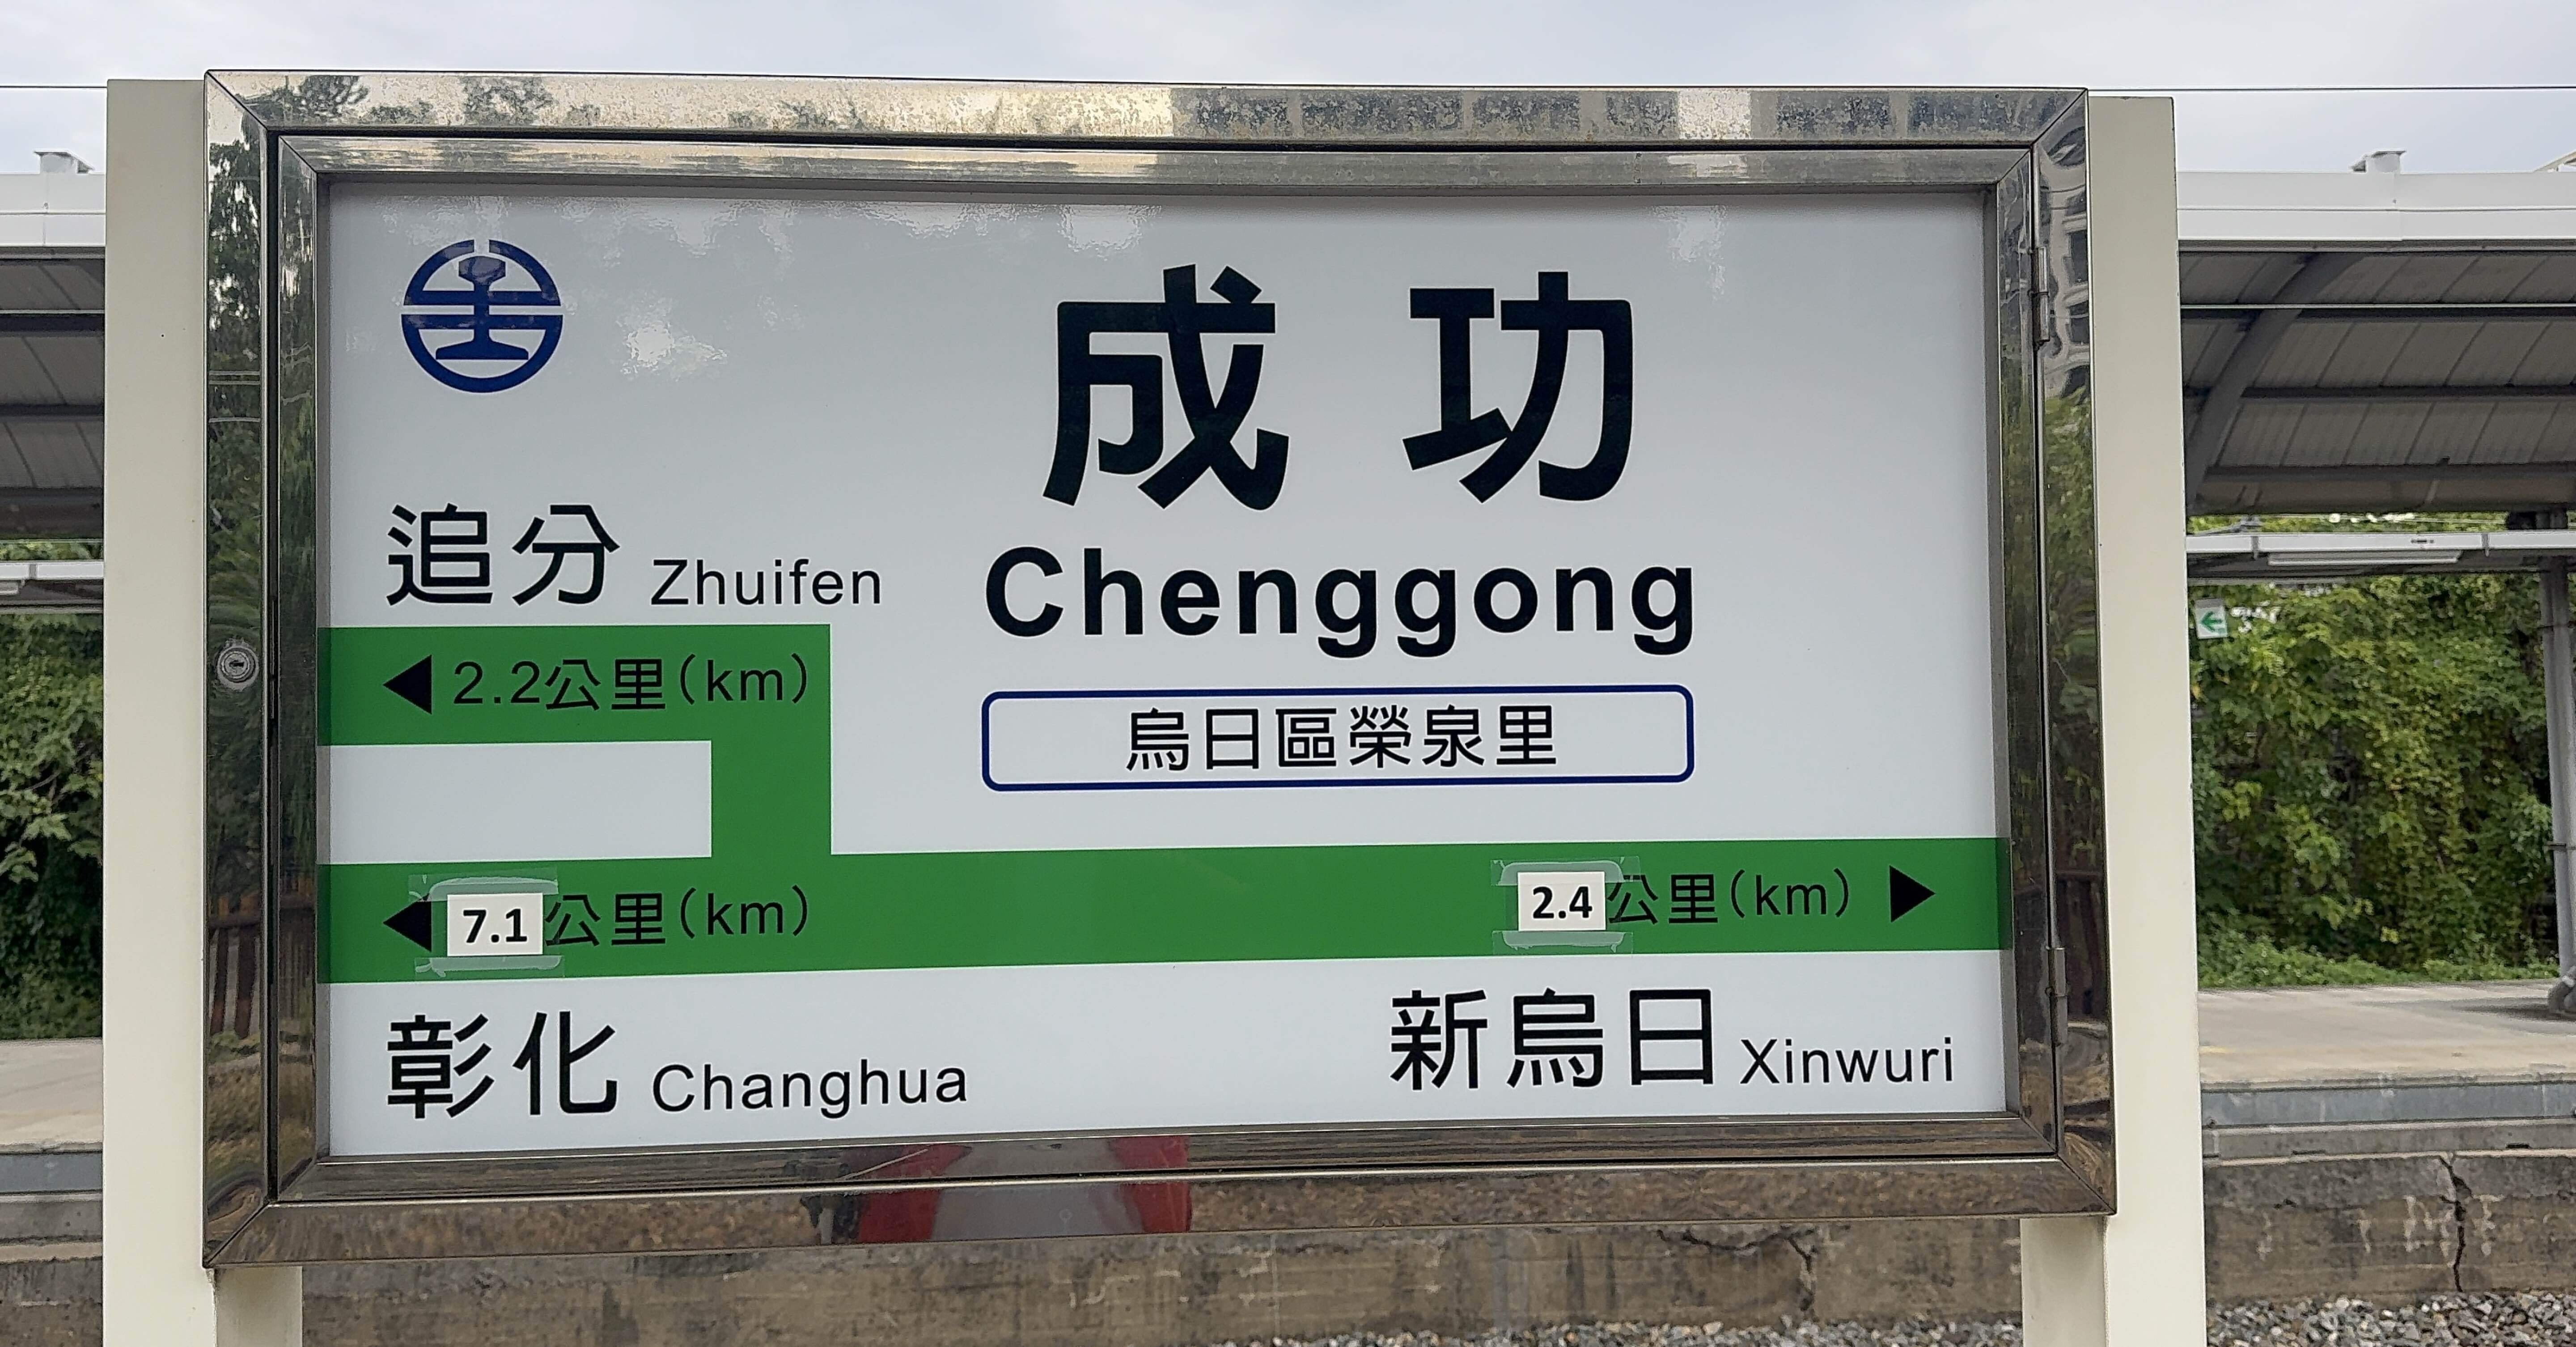 成功
Chenggong
烏日區榮泉里
追分 Zhuifen
2.2公里(km)
7.1公里(km)
彰化 Changhua
2.4公里(km)
新烏日 Xinwuri